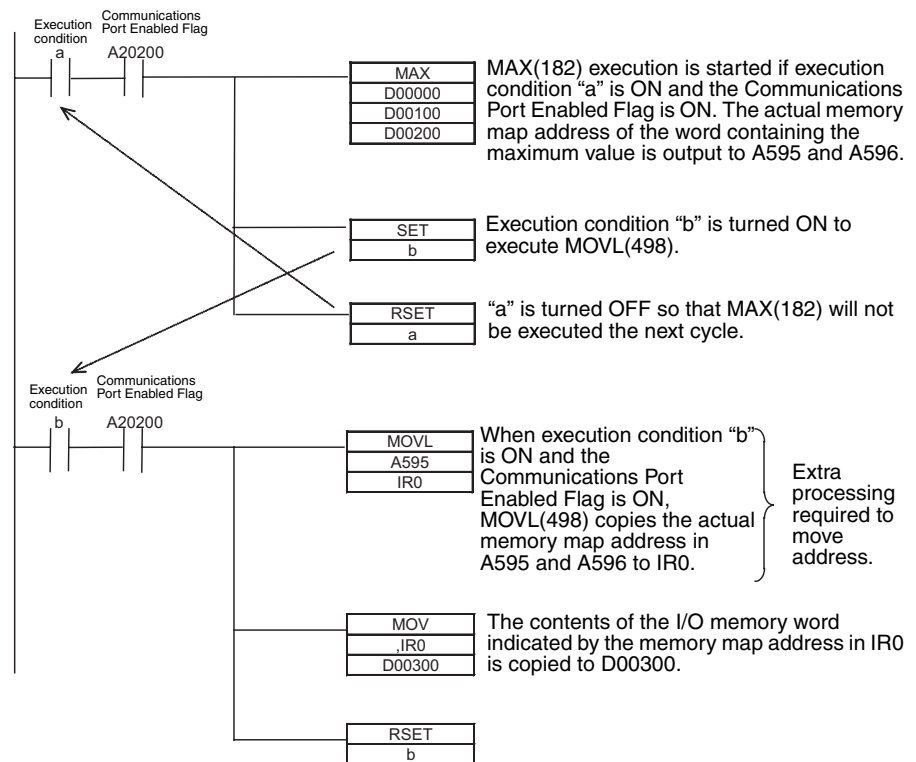 Execution
condition
a
Communications
Port Enabled Flag
A20200
MAX
D00000
D00100
D00200
MAX(182) execution is started if execution
condition “a” is ON and the Communications
Port Enabled Flag is ON. The actual memory
map address of the word containing the
maximum value is output to A595 and A596.
SET
b
Execution condition “b” is turned ON to
execute MOVL(498).
RSET
a
“a” is turned OFF so that MAX(182) will not
be executed the next cycle.
Execution
condition
b
Communications
Port Enabled Flag
A20200
MOVL
A595
IR0
When execution condition “b”
is ON and the
Communications Port
Enabled Flag is ON,
MOVL(498) copies the actual
memory map address in
A595 and A596 to IR0.
Extra
processing
required to
move
address.
MOV
,IR0
D00300
The contents of the I/O memory word
indicated by the memory map address in IR0
is copied to D00300.
RSET
b